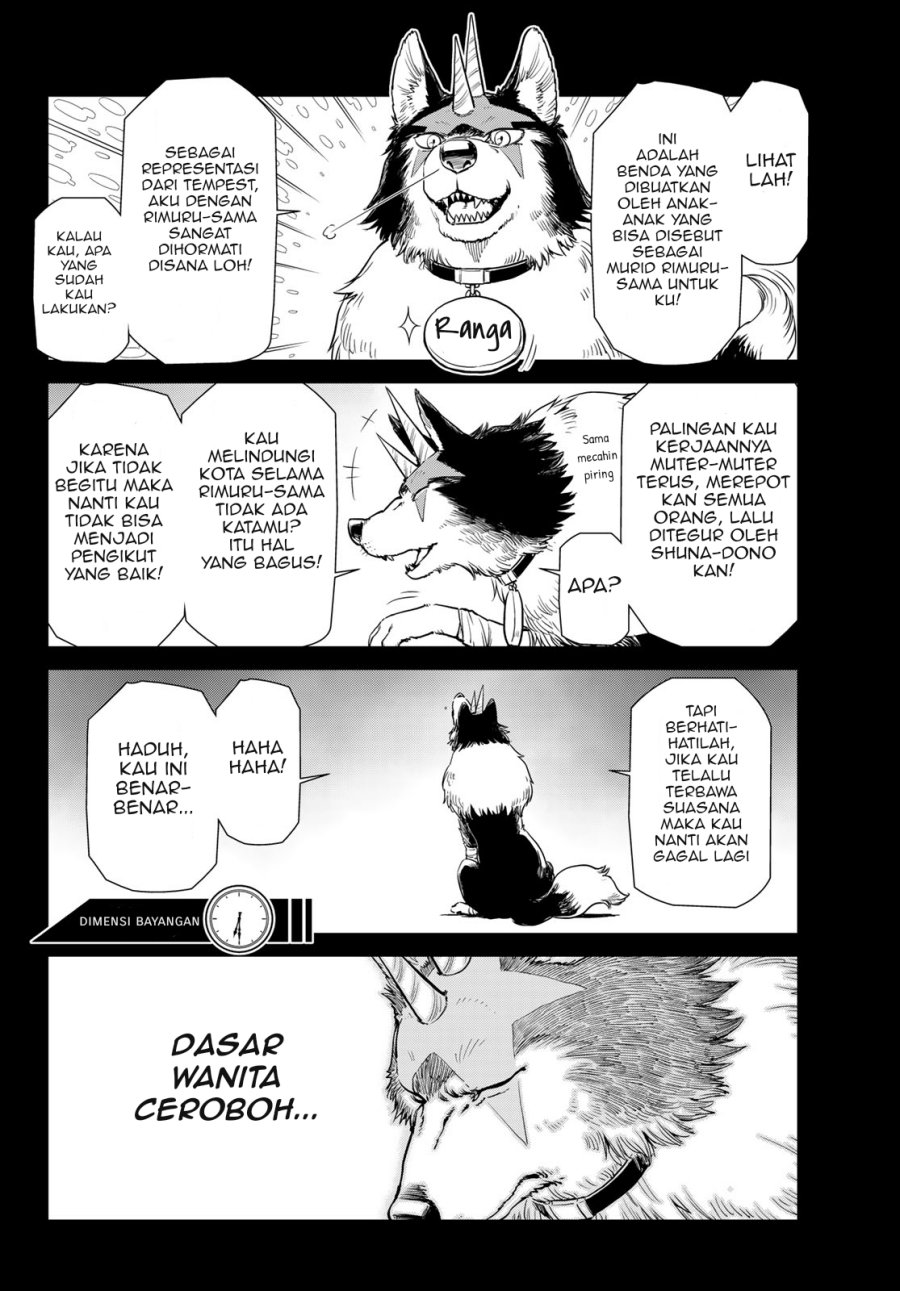 LIHAT
LAH!
INI
ADALAH
BENDA YANG
DIBUATKAN
OLEH ANAK-
ANAK YANG
BISA DISEBUT
SEBAGAI
MURID RIMURU-
SAMA UNTUK
KU!
Ranga
SEBAGAI
REPRESENTASI
DARI TEMPEST,
AKU DENGAN
RIMURU-SAMA
SANGAT
DIHORMATI
DISANA LOH!
KALAU
KAU, APA
YANG
SUDAH
KAU
LAKUKAN?
PALINGAN KAU
KERJAANNYA
MUTER-MUTER
TERUS, MEREPOT
KAN SEMUA
ORANG, LALU
DITEGUR OLEH
SHUNA-DONO
KAN!
Sama
mecahin
piring
APA?
KAU
MELINDUNGI
KOTA SELAMA
RIMURU-SAMA
TIDAK ADA
KATAMU?
ITU HAL
YANG BAGUS!
KARENA
JIKA TIDAK
BEGITU MAKA
NANTI KAU
TIDAK BISA
MENJADI
PENGIKUT
YANG BAIK!
TAPI
BERHATI-
HATILAH,
JIKA KAU
TELALU
TERBAWA
SUASANA
MAKA KAU
NANTI AKAN
GAGAL LAGI
HAHA
HAHA!
HADUH,
KAU INI
BENAR-
BENAR...
DIMENSI BAYANGAN
DASAR
WANITA
CEROBOH...